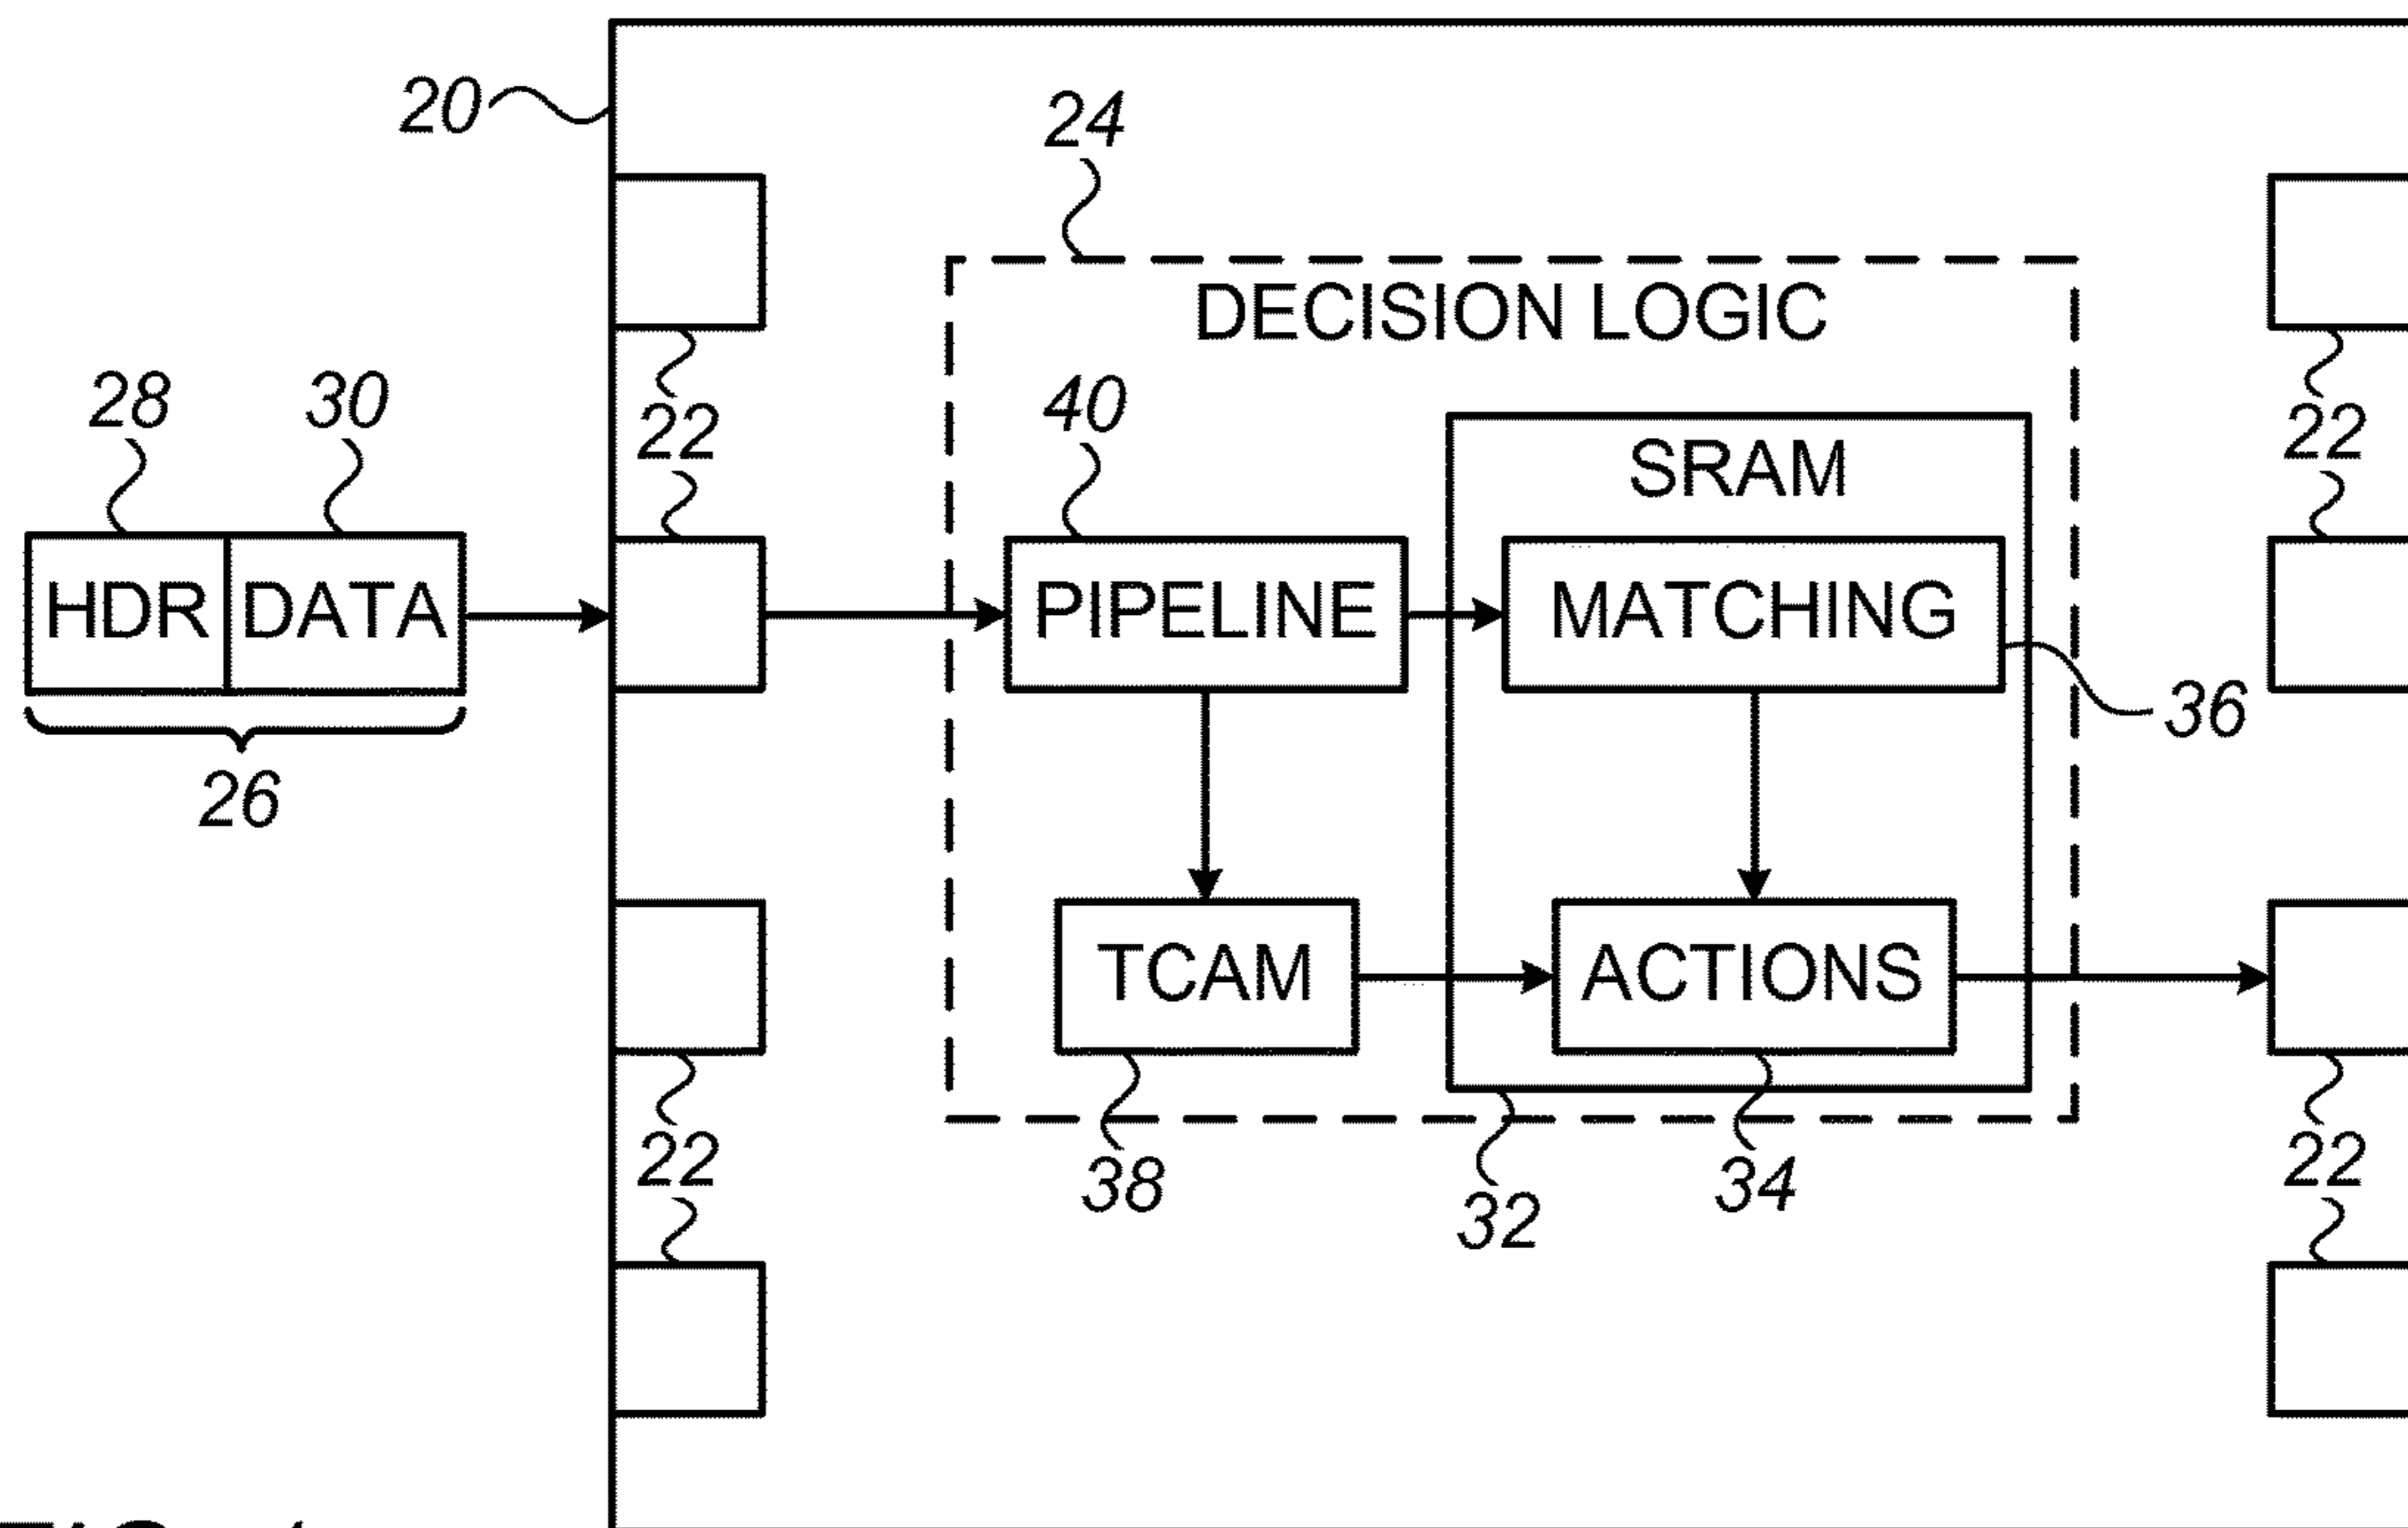 20
24
DECISION LOGIC
28 30
22
40
22
SRAM
HDR DATA
PIPELINE
MATCHING
36
26
TCAM
ACTIONS
22
38
34
22
32